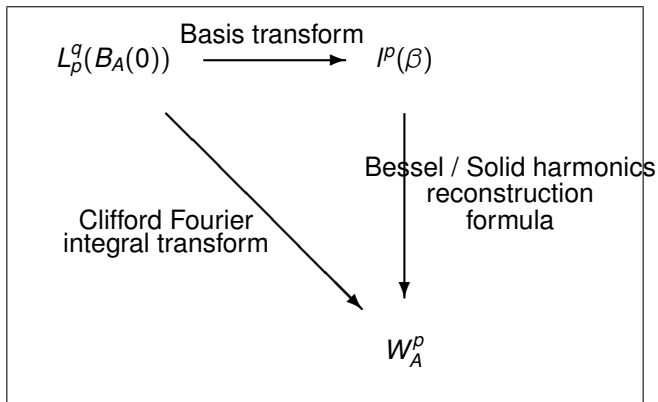 Basis transform
L_p^q(B_A(0))
l^p(β)
Bessel / Solid harmonics
reconstruction
formula
Clifford Fourier
integral transform
W_A^p